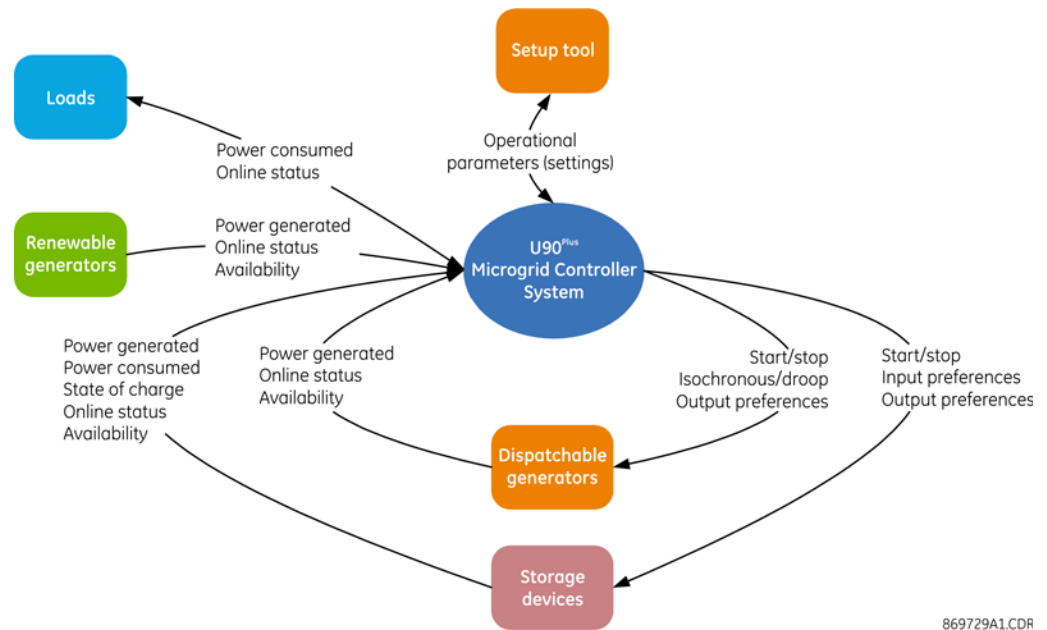 Setup tool
Loads
Operational
parameters (settings)
Power consumed
Online status
Renewable
generators
Power generated
Online status
Availability
U90Plus
Microgrid Controller
System
Power generated
Power consumed
State of charge
Online status
Availability
Power generated
Online status
Availability
Start/stop
Isochronous/droop
Output preferences
Start/stop
Input preferences
Output preferences
Dispatchable
generators
Storage
devices
869729A1.CDR